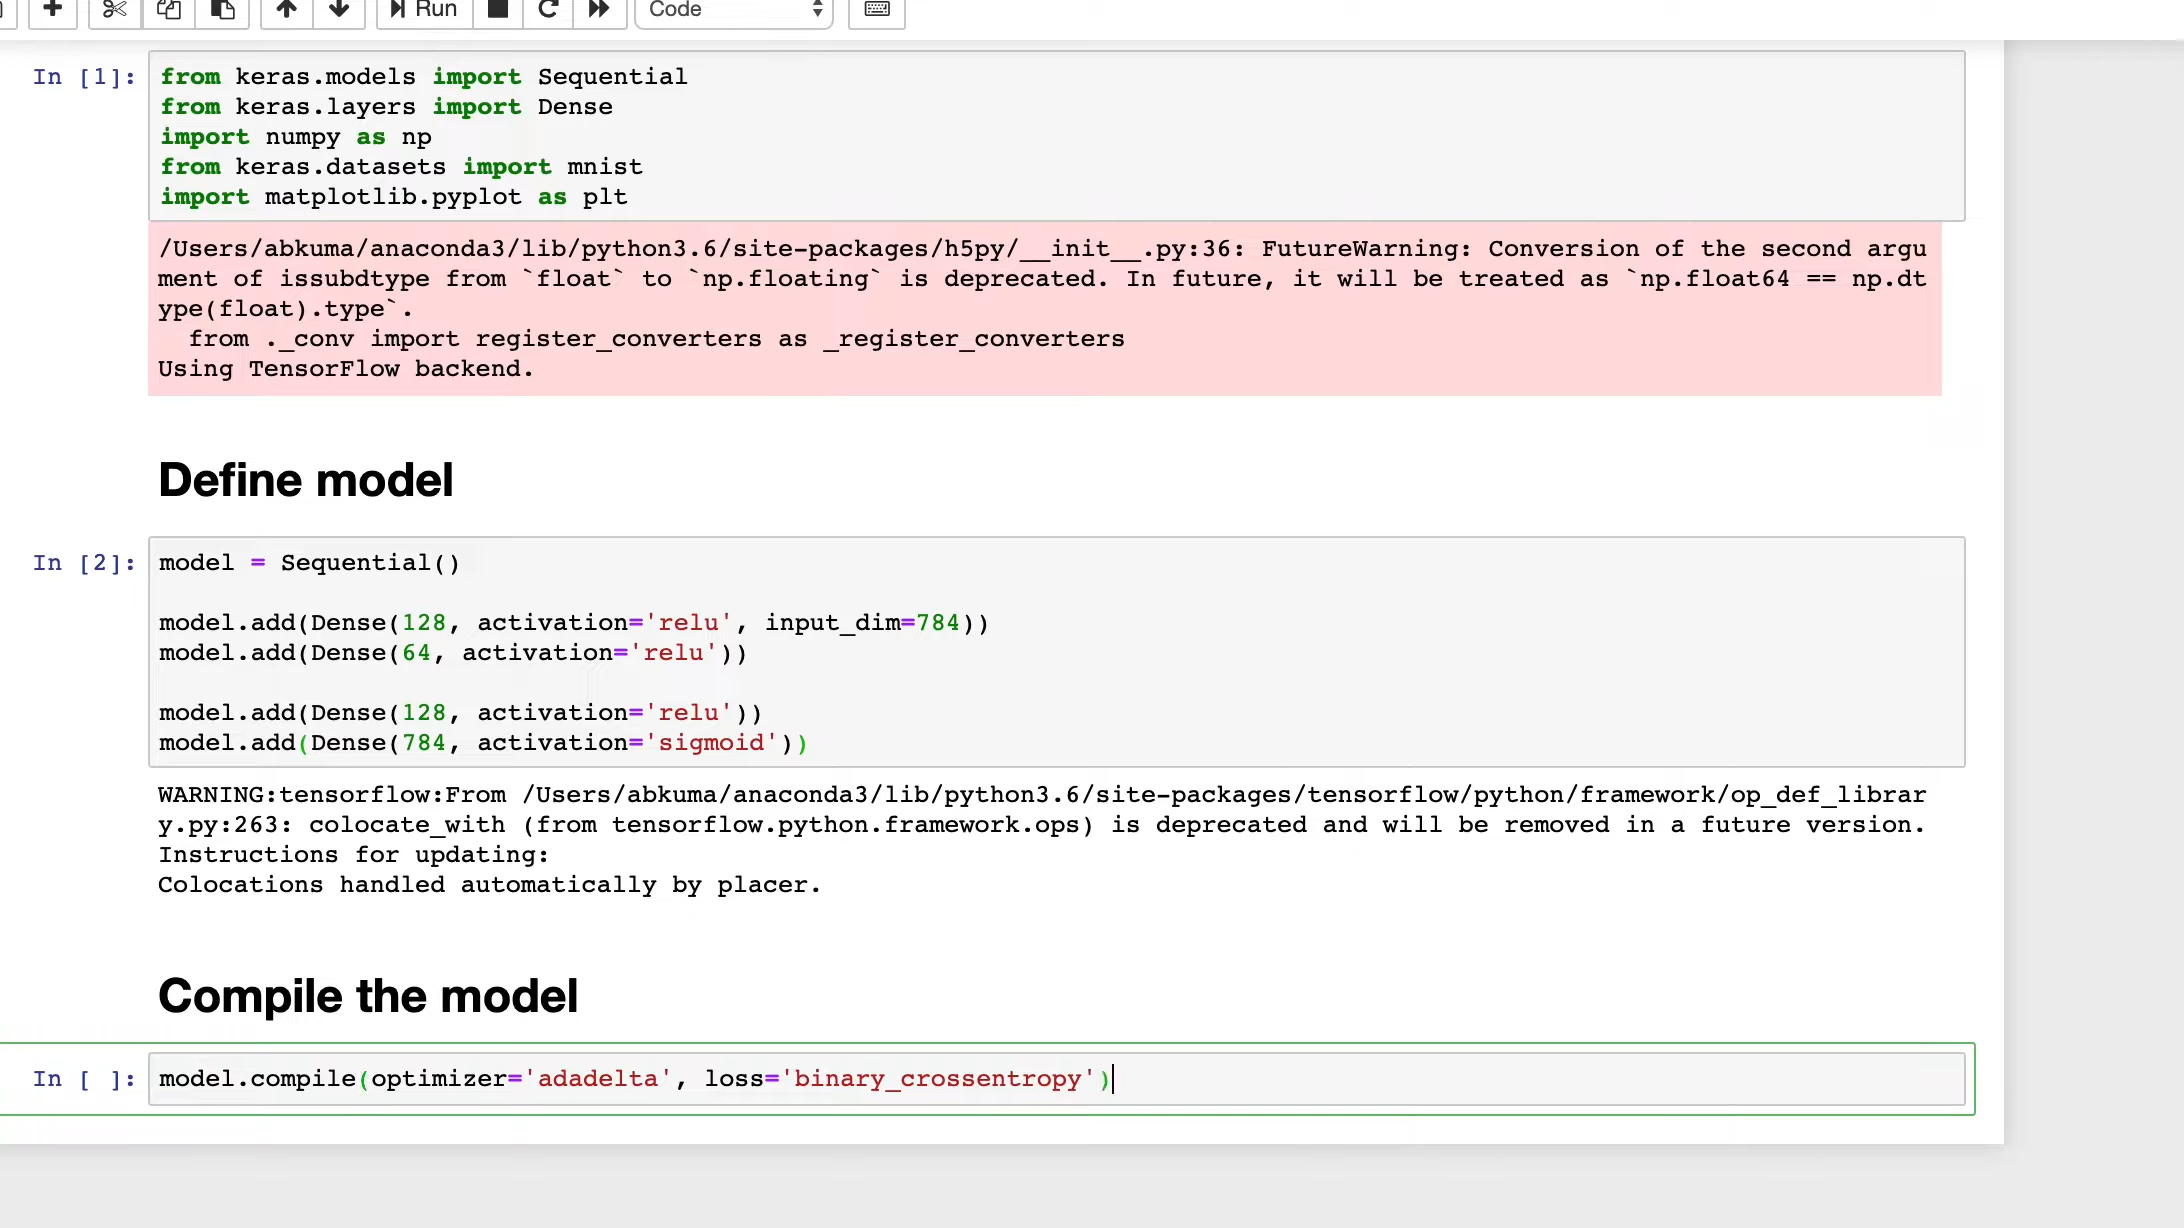 Run
Code
In [1]:
from keras.models import Sequential
from keras.layers import Dense
import numpy as np
from keras.datasets import mnist
import matplotlib.pyplot as plt
/Users/abkuma/anaconda3/lib/python3.6/site-packages/h5py/__init__.py:36: FutureWarning: Conversion of the second argu
ment of issubdtype from `float` to `np.floating` is deprecated. In future, it will be treated as `np.float64 == np.dt
ype(float).type`.
  from ._conv import register_converters as _register_converters
Using TensorFlow backend.
Define model
In [2]:
model = Sequential()
model.add(Dense(128, activation='relu', input_dim=784))
model.add(Dense(64, activation='relu'))
model.add(Dense(128, activation='relu'))
model.add(Dense(784, activation='sigmoid'))
WARNING:tensorflow:From /Users/abkuma/anaconda3/lib/python3.6/site-packages/tensorflow/python/framework/op_def_librar
y.py:263: colocate_with (from tensorflow.python.framework.ops) is deprecated and will be removed in a future version.
Instructions for updating:
Colocations handled automatically by placer.
Compile the model
In [ ]:
model.compile(optimizer='adadelta', loss='binary_crossentropy')